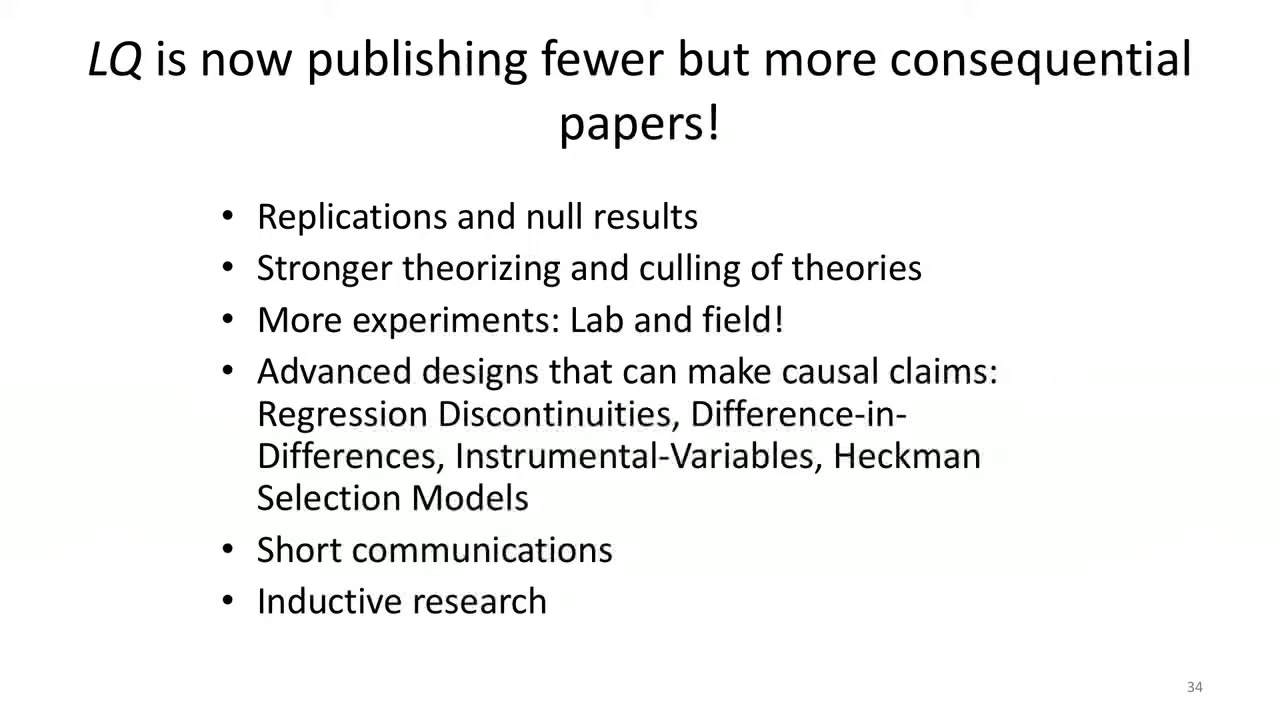 LQ is now publishing fewer but more consequential
papers!
• Replications and null results
• Stronger theorizing and culling of theories
• More experiments: Lab and field!
• Advanced designs that can make causal claims:
Regression Discontinuities, Difference-in-
Differences, Instrumental-Variables, Heckman
Selection Models
• Short communications
• Inductive research
34